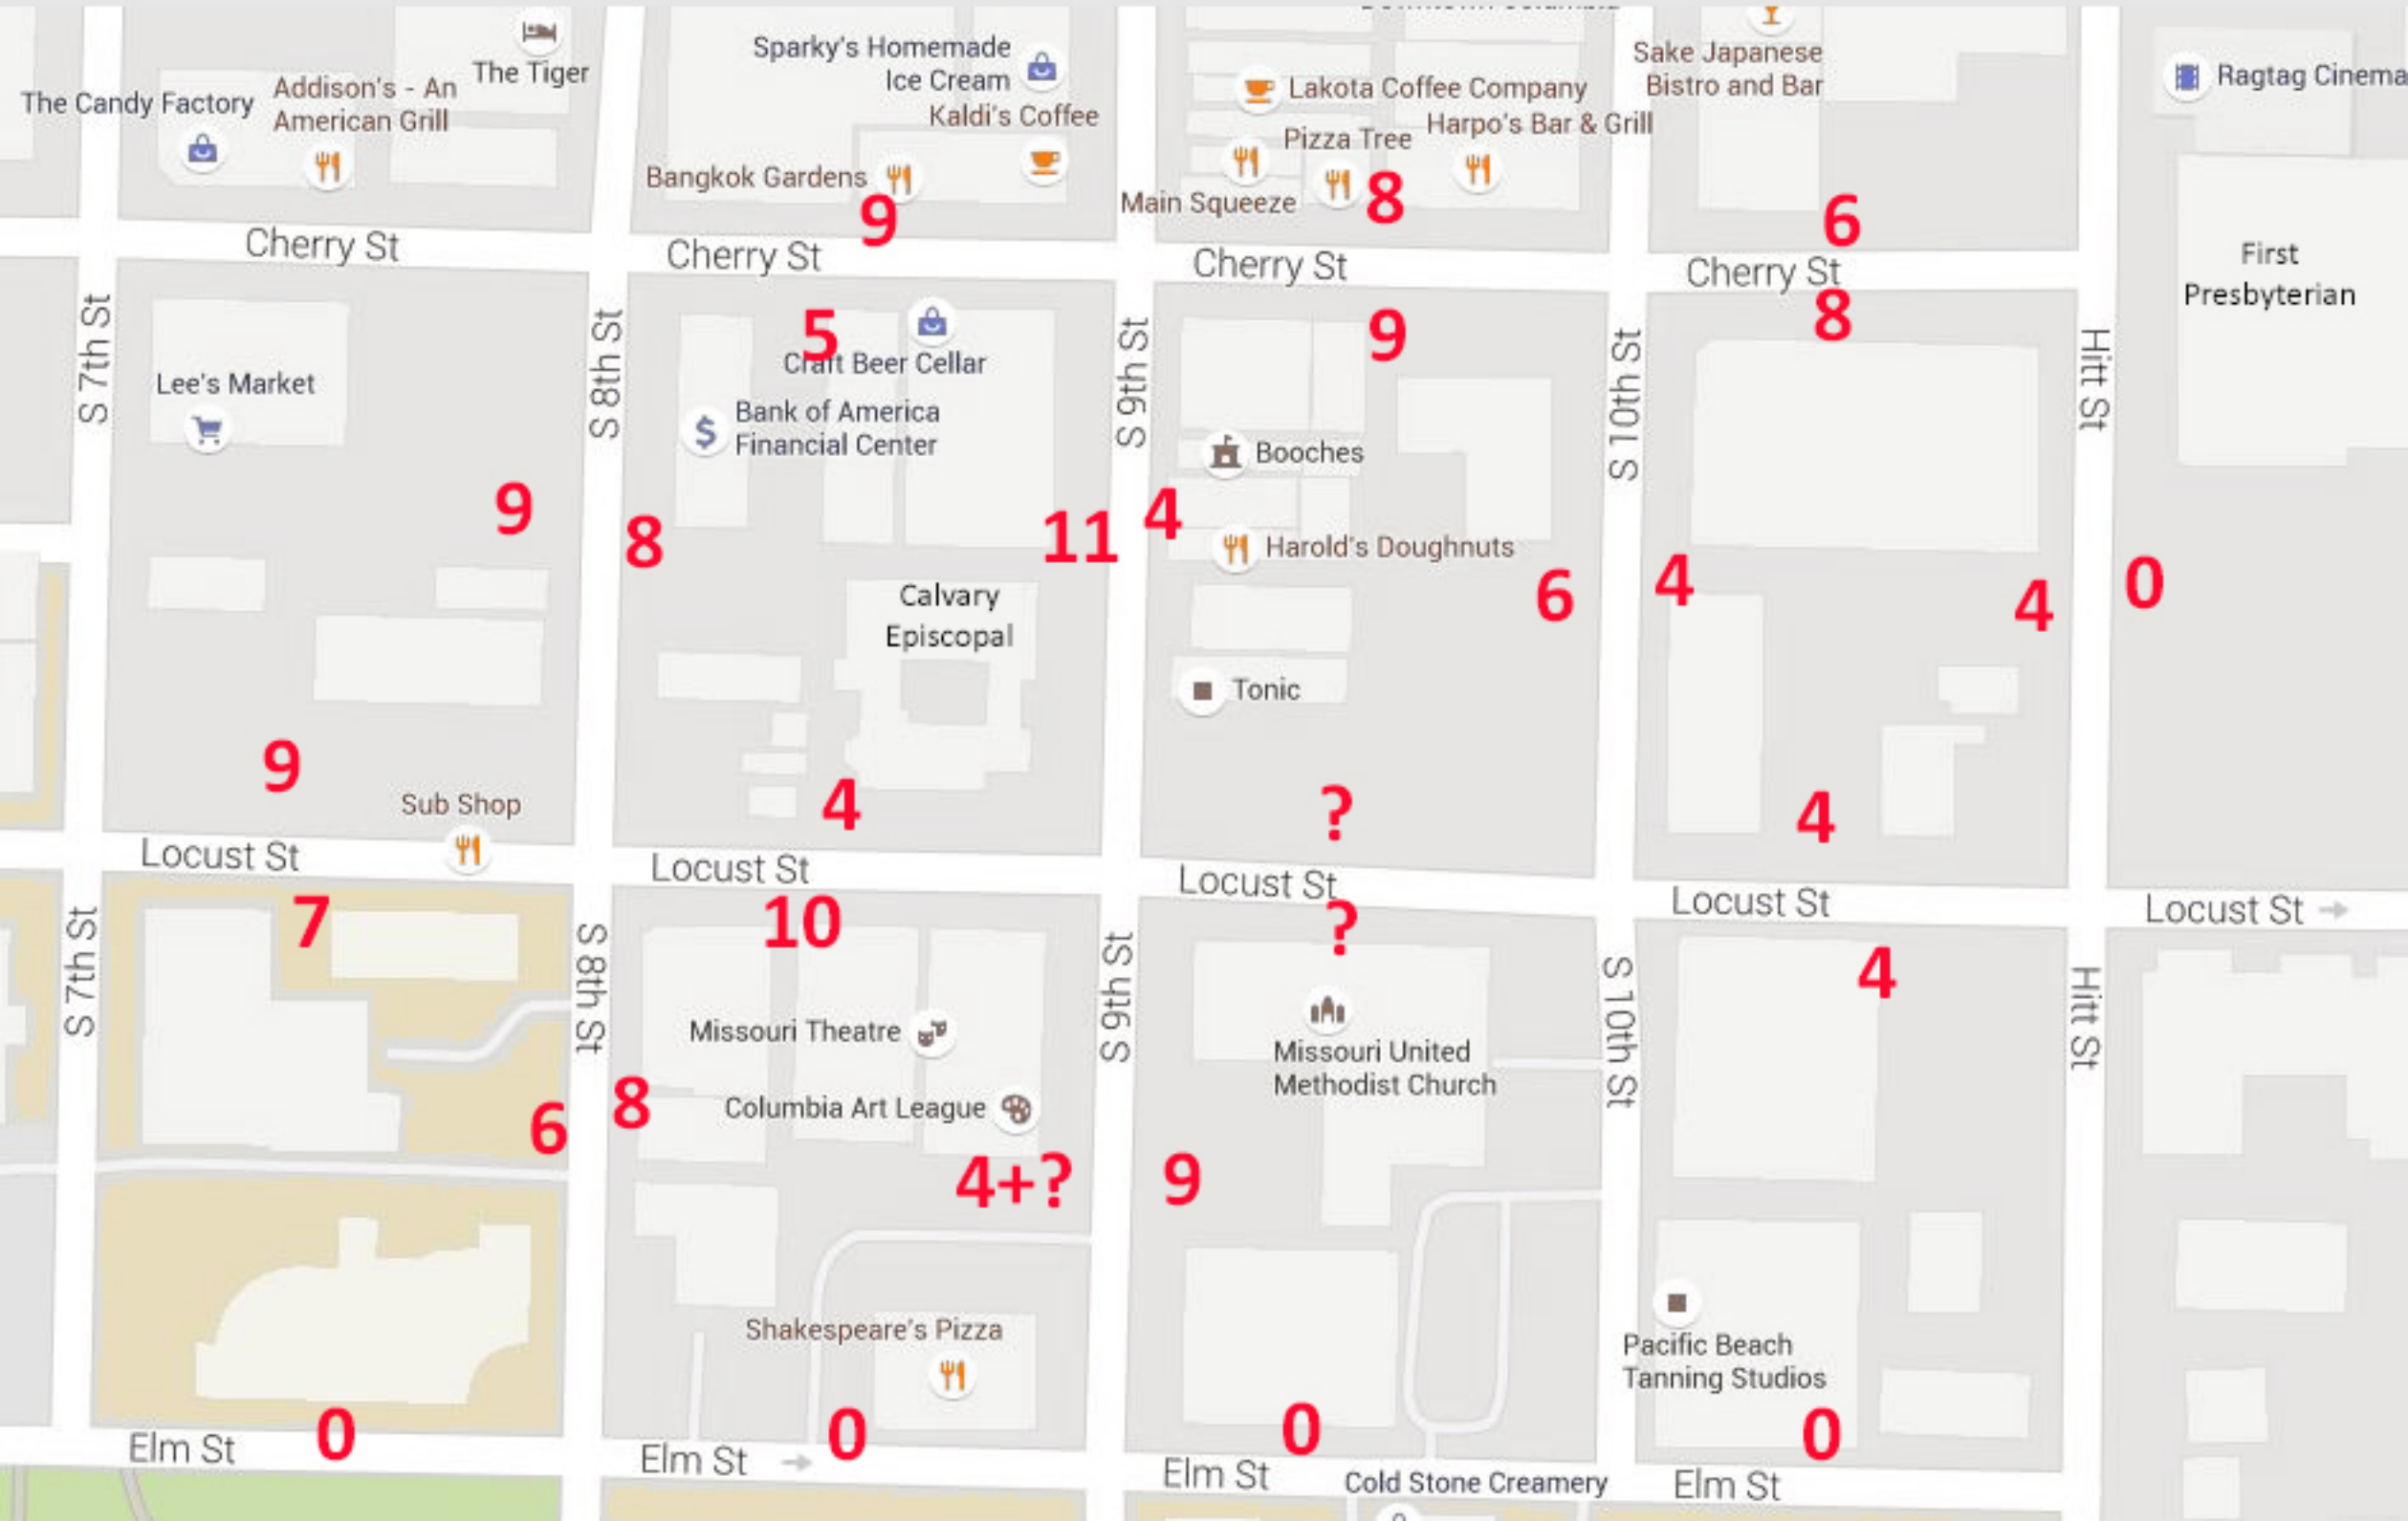 Sparky's Homemade
Ice Cream
Sake Japanese
Bistro and Bar
The Tiger
Ragtag Cinema
Addison's - An
American Grill
The Candy Factory
Kaldi's Coffee
Lakota Coffee Company
Harpo's Bar & Grill
Pizza Tree
Bangkok Gardens
Main Squeeze
9
8
6
Cherry St
Cherry St
Cherry St
Cherry St
First
Presbyterian
S 7th St
S 8th St
S 9th St
S 10th St
Hitt St
5
9
8
Craft Beer Cellar
Lee's Market
Bank of America
Financial Center
Booches
9
8
11
4
Harold's Doughnuts
6
4
4
0
Calvary
Episcopal
Tonic
9
Sub Shop
4
?
4
Locust St
Locust St
Locust St
Locust St
Locust St
7
10
?
4
S 7th St
S 8th St
S 9th St
S 10th St
Hitt St
Missouri Theatre
Missouri United
Methodist Church
Columbia Art League
6
8
4+?
9
Shakespeare's Pizza
Pacific Beach
Tanning Studios
0
0
0
0
Elm St
Elm St
Elm St
Elm St
Cold Stone Creamery